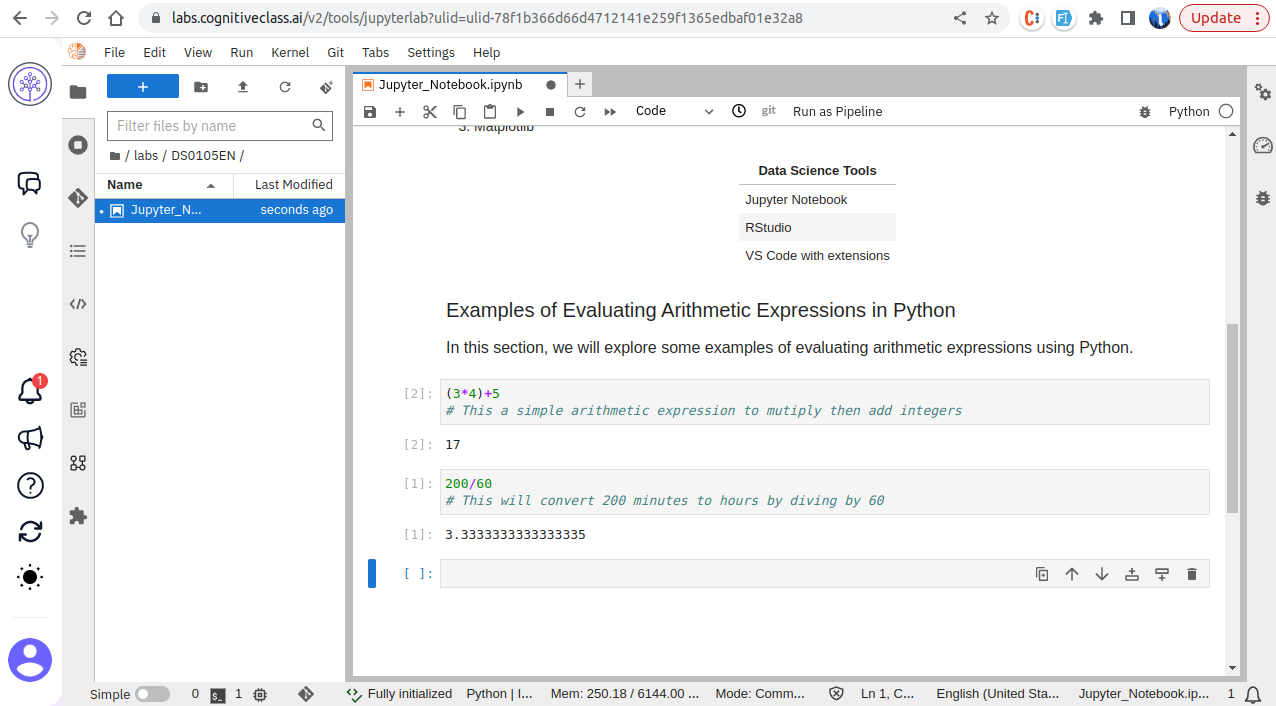 labs.cognitiveclass.ai/v2/tools/jupyterlab?ulid=ulid-78f1b366d66d4712141e259f1365edbaf01e32a8
Update
File Edit View Run Kernel Git Tabs Settings Help
Jupyter_Notebook.ipynb
Code
git
Run as Pipeline
Python
Filter files by name
/ labs / DS0105EN /
Name Last Modified
Jupyter_N... seconds ago
3. Matplotlib
Data Science Tools
Jupyter Notebook
RStudio
VS Code with extensions
Examples of Evaluating Arithmetic Expressions in Python
In this section, we will explore some examples of evaluating arithmetic expressions using Python.
[2]: (3*4)+5
# This a simple arithmetic expression to mutiply then add integers
[2]: 17
[1]: 200/60
# This will convert 200 minutes to hours by diving by 60
[1]: 3.3333333333333335
[ ]:
1
Simple 0 1 Fully initialized Python | I... Mem: 250.18 / 6144.00 ... Mode: Comm... Ln 1, C... English (United Sta... Jupyter_Notebook.ip... 1